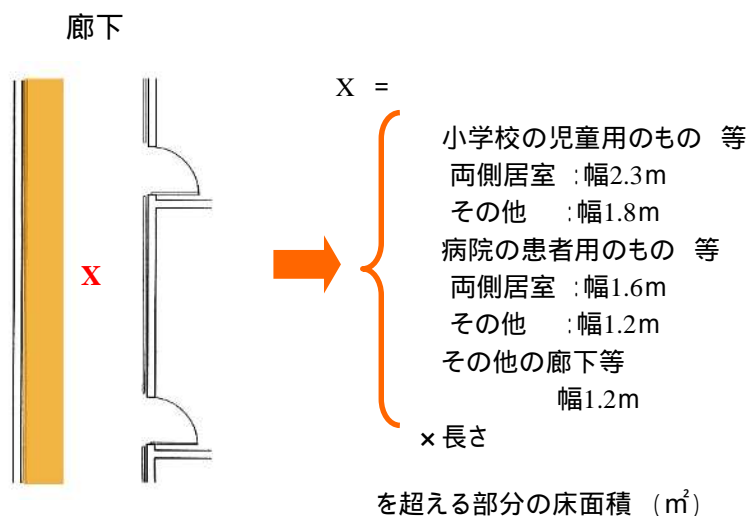 廊下
X =
X
小学校の児童用のもの 等
両側居室 :幅2.3m
その他 :幅1.8m
病院の患者用のもの 等
両側居室 :幅1.6m
その他 :幅1.2m
その他の廊下等
幅1.2m
×長さ
を超える部分の床面積 (㎡)